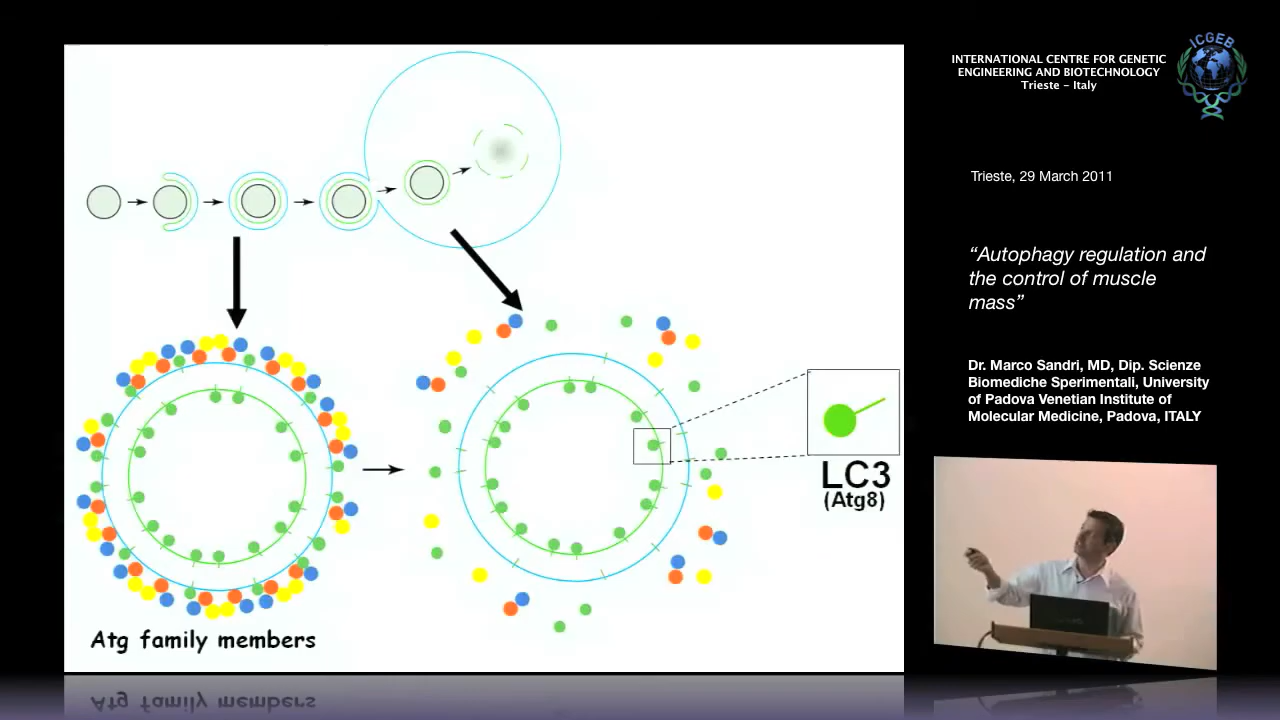 INTERNATIONAL CENTRE FOR GENETIC
ENGINEERING AND BIOTECHNOLOGY
Trieste - Italy
ICGEB
Trieste, 29 March 2011
“Autophagy regulation and
the control of muscle
mass”
Dr. Marco Sandri, MD, Dip. Scienze
Biomediche Sperimentali, University
of Padova Venetian Institute of
Molecular Medicine, Padova, ITALY
LC3
(Atg8)
Atg family members